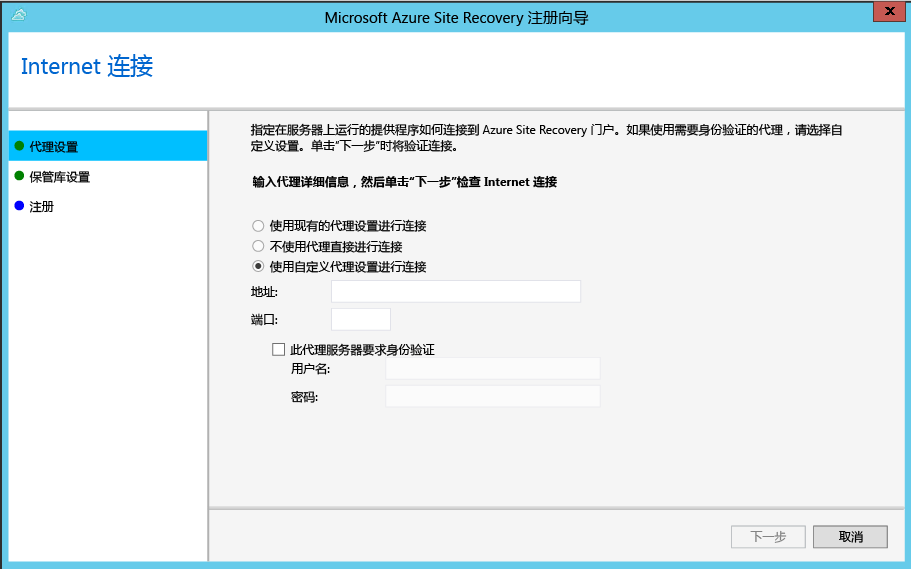 Microsoft Azure Site Recovery 注册向导
Internet 连接
代理设置
保管库设置
注册
指定在服务器上运行的提供程序如何连接到 Azure Site Recovery 门户。如果使用需要身份验证的代理，请选择自
定义设置。单击“下一步”时将验证连接。
输入代理详细信息，然后单击“下一步”检查 Internet 连接
使用现有的代理设置进行连接
不使用代理直接进行连接
使用自定义代理设置进行连接
地址:
端口:
此代理服务器要求身份验证
用户名:
密码:
下一步
取消